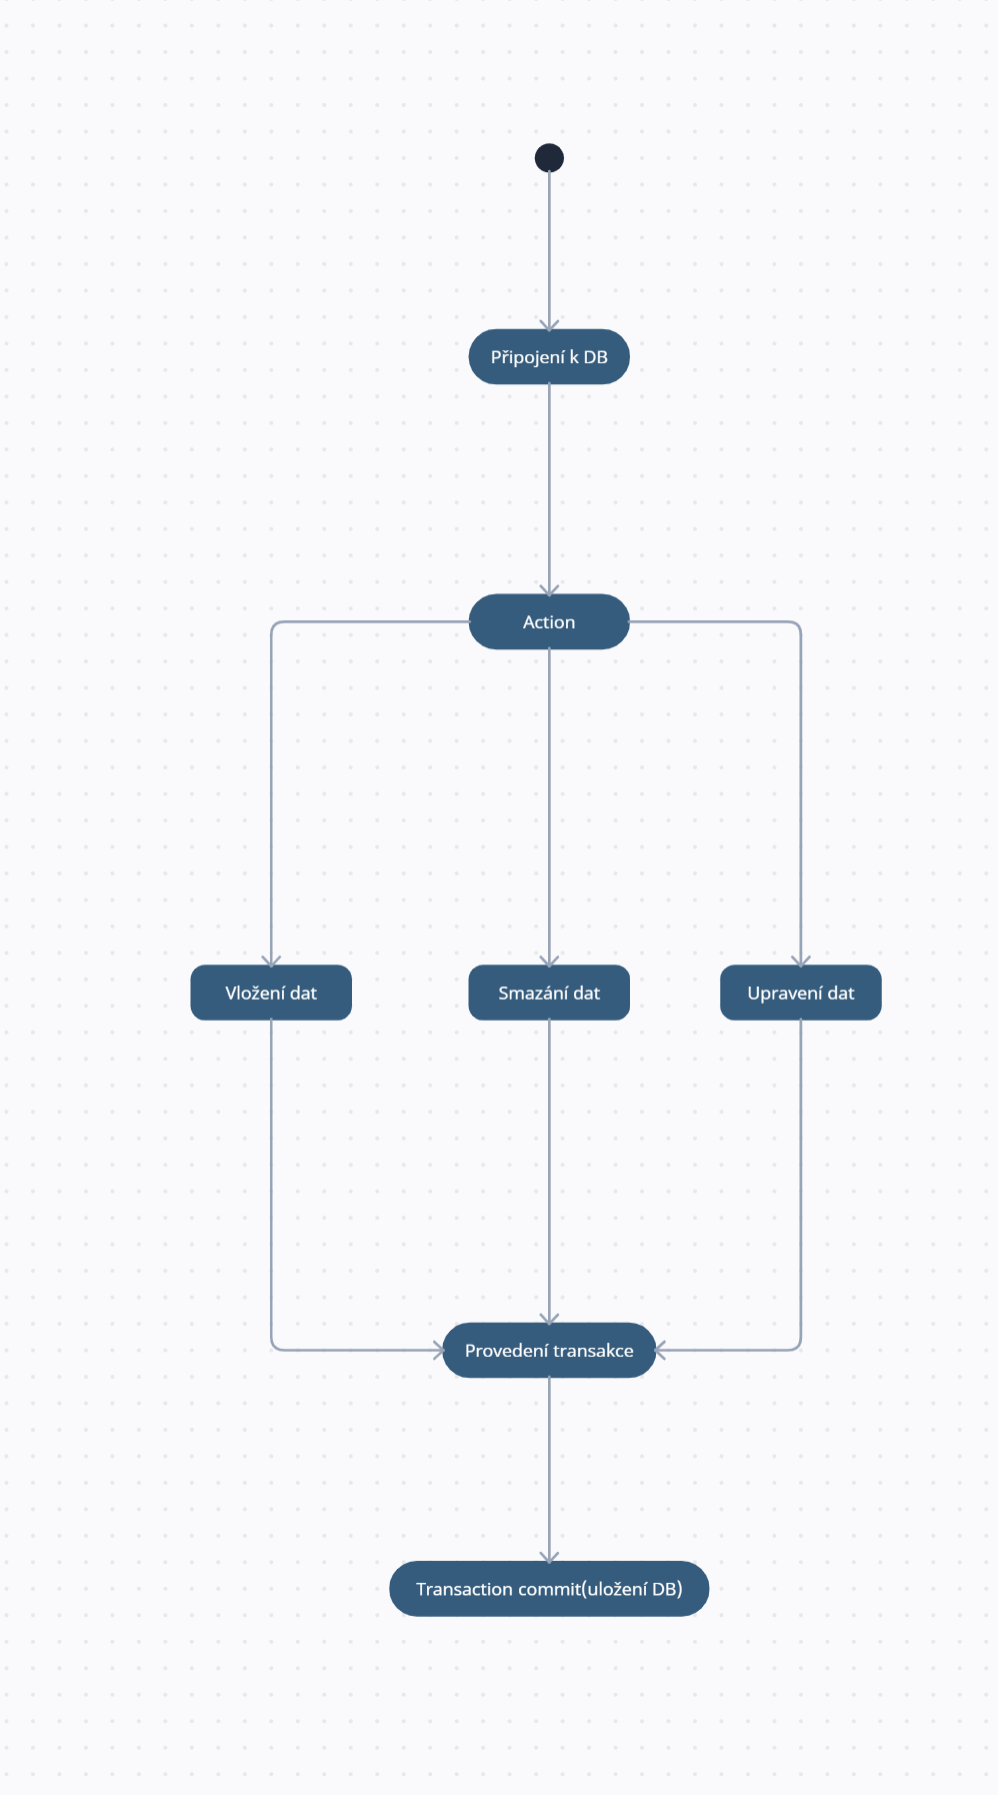 Připojení k DB
Action
Vložení dat
Smazání dat
Upravení dat
Provedení transakce
Transaction commit(uložení DB)